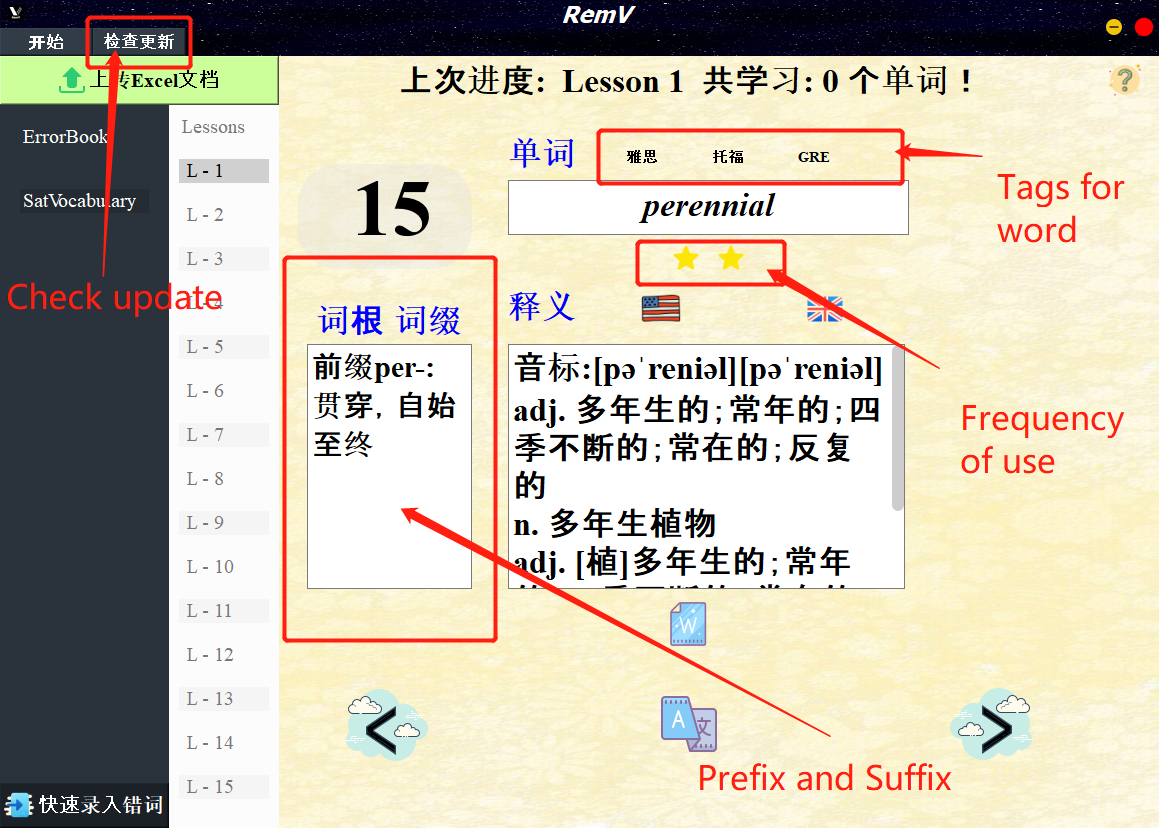 RemV
开始
检查更新
上传Excel文档
上次进度: Lesson 1 共学习: 0 个单词！
?
ErrorBook
SatVocabulary
Lessons
L - 1
L - 2
L - 3
L - 4
L - 5
L - 6
L - 7
L - 8
L - 9
L - 10
L - 11
L - 12
L - 13
L - 14
L - 15
快速录入错词
Check update
15
单词
雅思
托福
GRE
Tags for
word
perennial
词根 词缀
前缀per-:
贯穿, 自始
至终
释义
音标:[pəˈreniəl][pəˈreniəl]
adj. 多年生的;常年的;四
季不断的;常在的;反复
的
n. 多年生植物
adj. [植]多年生的;常年
Frequency
of use
W
A 文
<
>
Prefix and Suffix